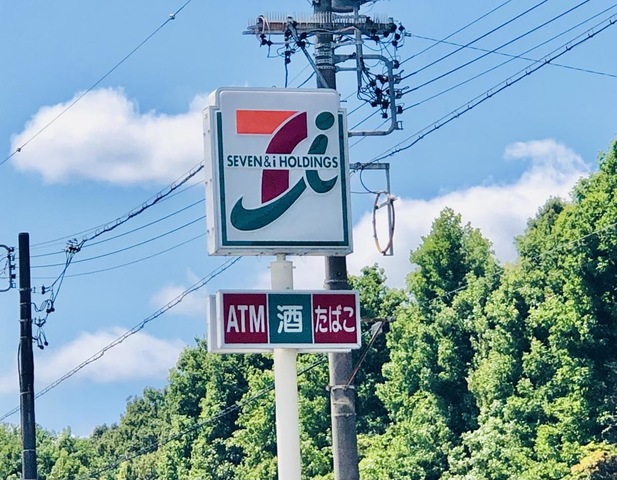 SEVEN & i HOLDINGS
ATM 酒 たばこ